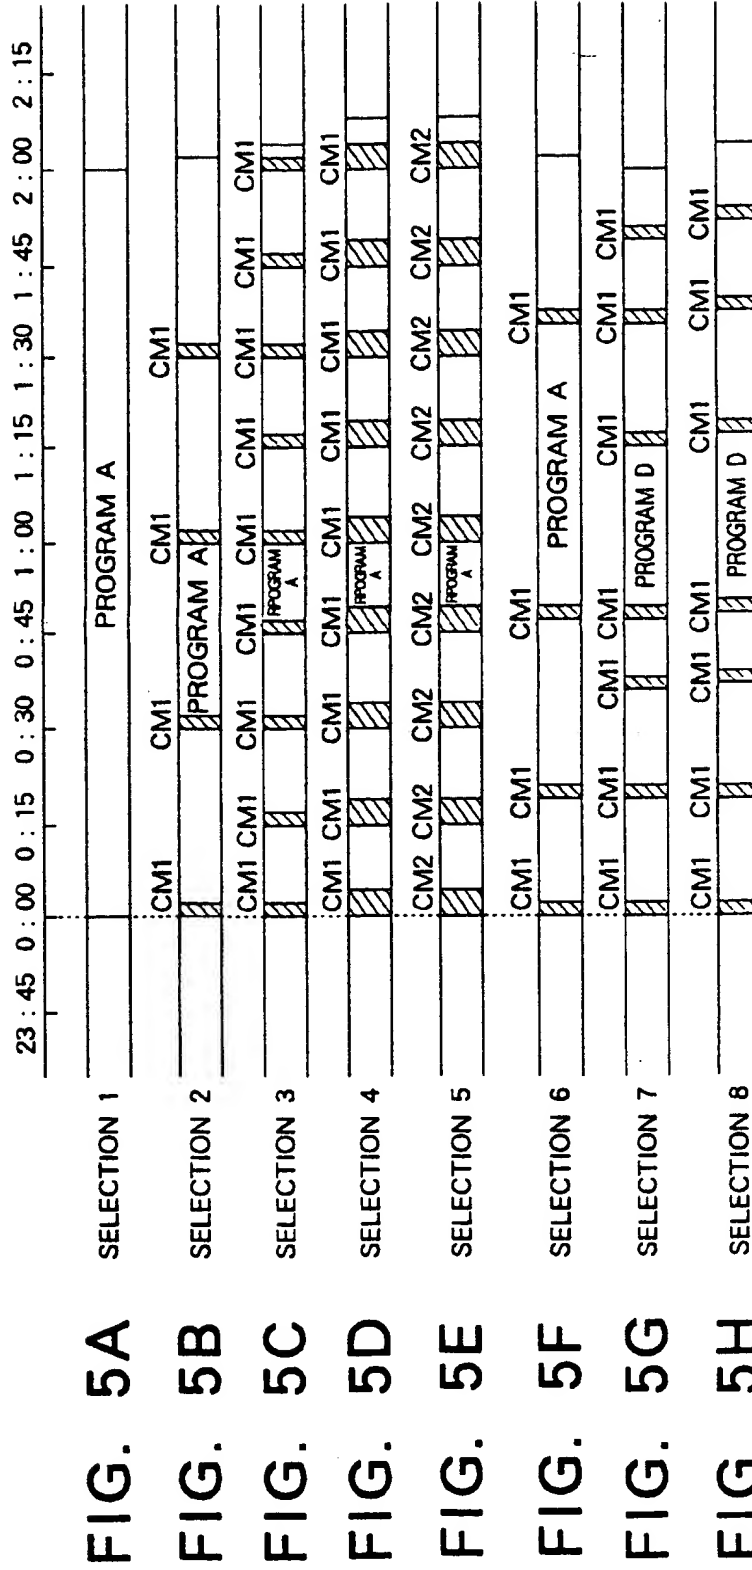 23:45 0:00 0:15 0:30 0:45 1:00 1:15 1:30 1:45 2:00 2:15
FIG. 5A SELECTION 1 PROGRAM A
CM1 CM1 CM1 CM1
FIG. 5B SELECTION 2 PROGRAM A
CM1 CM1 CM1 CM1 CM1 CM1 CM1 CM1 CM1
FIG. 5C SELECTION 3 RPOGRAM
A
CM1 CM1 CM1 CM1 CM1 CM1 CM1 CM1 CM1
FIG. 5D SELECTION 4 RPOGRAM
A
CM2 CM2 CM2 CM2 CM2 CM2 CM2 CM2 CM2
FIG. 5E SELECTION 5 RPOGRAM
A
CM1 CM1 CM1 CM1
FIG. 5F SELECTION 6 PROGRAM A
CM1 CM1 CM1 CM1 CM1 CM1 CM1
FIG. 5G SELECTION 7 PROGRAM D
CM1 CM1 CM1 CM1 CM1 CM1 CM1
FIG 5H SELECTION 8 PROGRAM D